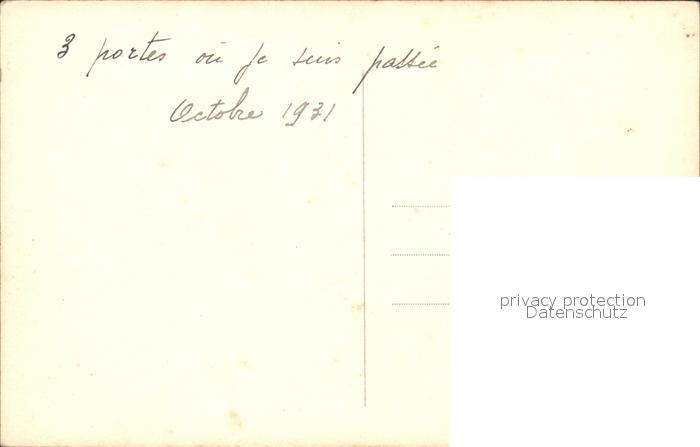 3 portes où je suis passée
Octobre 1931
privacy protection
Datenschutz